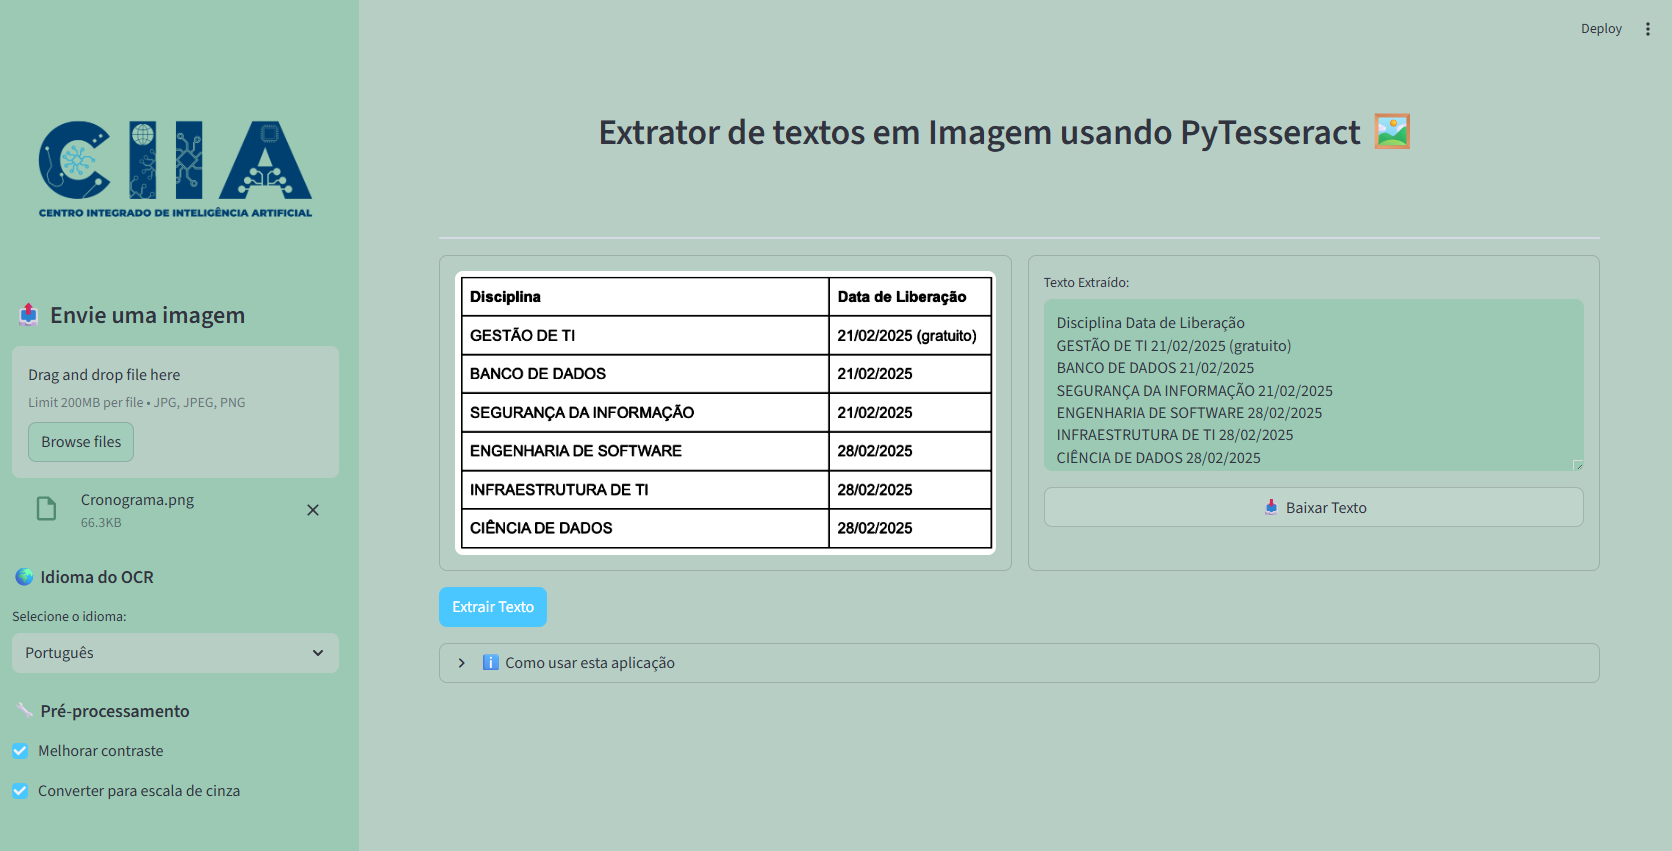 Deploy
CIIA
CENTRO INTEGRADO DE INTELIGÊNCIA ARTIFICIAL
Envie uma imagem
Drag and drop file here
Limit 200MB per file • JPG, JPEG, PNG
Browse files
Cronograma.png
66.3KB
Idioma do OCR
Selecione o idioma:
Português
Pré-processamento
Melhorar contraste
Converter para escala de cinza
Extrator de textos em Imagem usando PyTesseract
Disciplina Data de Liberação
GESTÃO DE TI 21/02/2025 (gratuito)
BANCO DE DADOS 21/02/2025
SEGURANÇA DA INFORMAÇÃO 21/02/2025
ENGENHARIA DE SOFTWARE 28/02/2025
INFRAESTRUTURA DE TI 28/02/2025
CIÊNCIA DE DADOS 28/02/2025
Texto Extraído:
Disciplina Data de Liberação
GESTÃO DE TI 21/02/2025 (gratuito)
BANCO DE DADOS 21/02/2025
SEGURANÇA DA INFORMAÇÃO 21/02/2025
ENGENHARIA DE SOFTWARE 28/02/2025
INFRAESTRUTURA DE TI 28/02/2025
CIÊNCIA DE DADOS 28/02/2025
Baixar Texto
Extrair Texto
Como usar esta aplicação